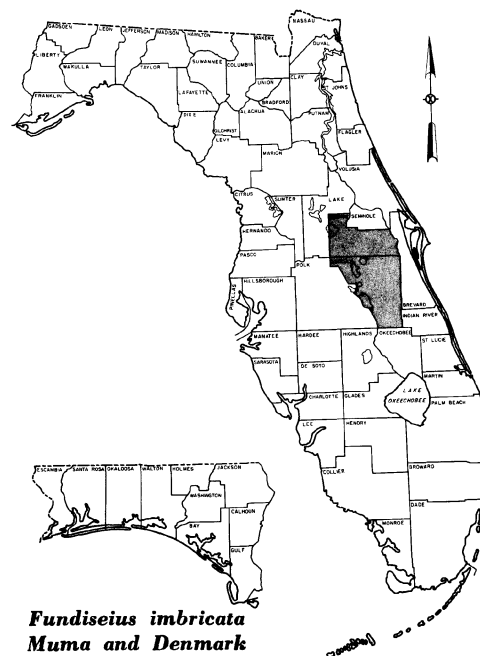 NASSAU
GADSDEN
LEON
JEFFERSON
MADISON
HAMILTON
BAKER
DUVAL
LIBERTY
WAKULLA
TAYLOR
SUWANNEE
COLUMBIA
UNION
CLAY
ST JOHNS
FRANKLIN
LAFAYETTE
BRADFORD
DIXIE
ALACHUA
PUTNAM
GILCHRIST
FLAGLER
LEVY
MARION
VOLUSIA
CITRUS
SUMTER
LAKE
SEMINOLE
HERNANDO
PASCO
POLK
HILLSBOROUGH
PINELLAS
BREVARD
INDIAN RIVER
MANATEE
HARDEE
HIGHLANDS
OKEECHOBEE
ST LUCIE
SARASOTA
DE SOTO
MARTIN
CHARLOTTE
GLADES
LAKE
OKEECHOBEE
PALM BEACH
LEE
HENDRY
COLLIER
BROWARD
DADE
MONROE
ESCAMBIA
SANTA ROSA
OKALOOSA
WALTON
HOLMES
JACKSON
WASHINGTON
BAY
CALHOUN
GULF
Fundiseius imbricata
Muma and Denmark